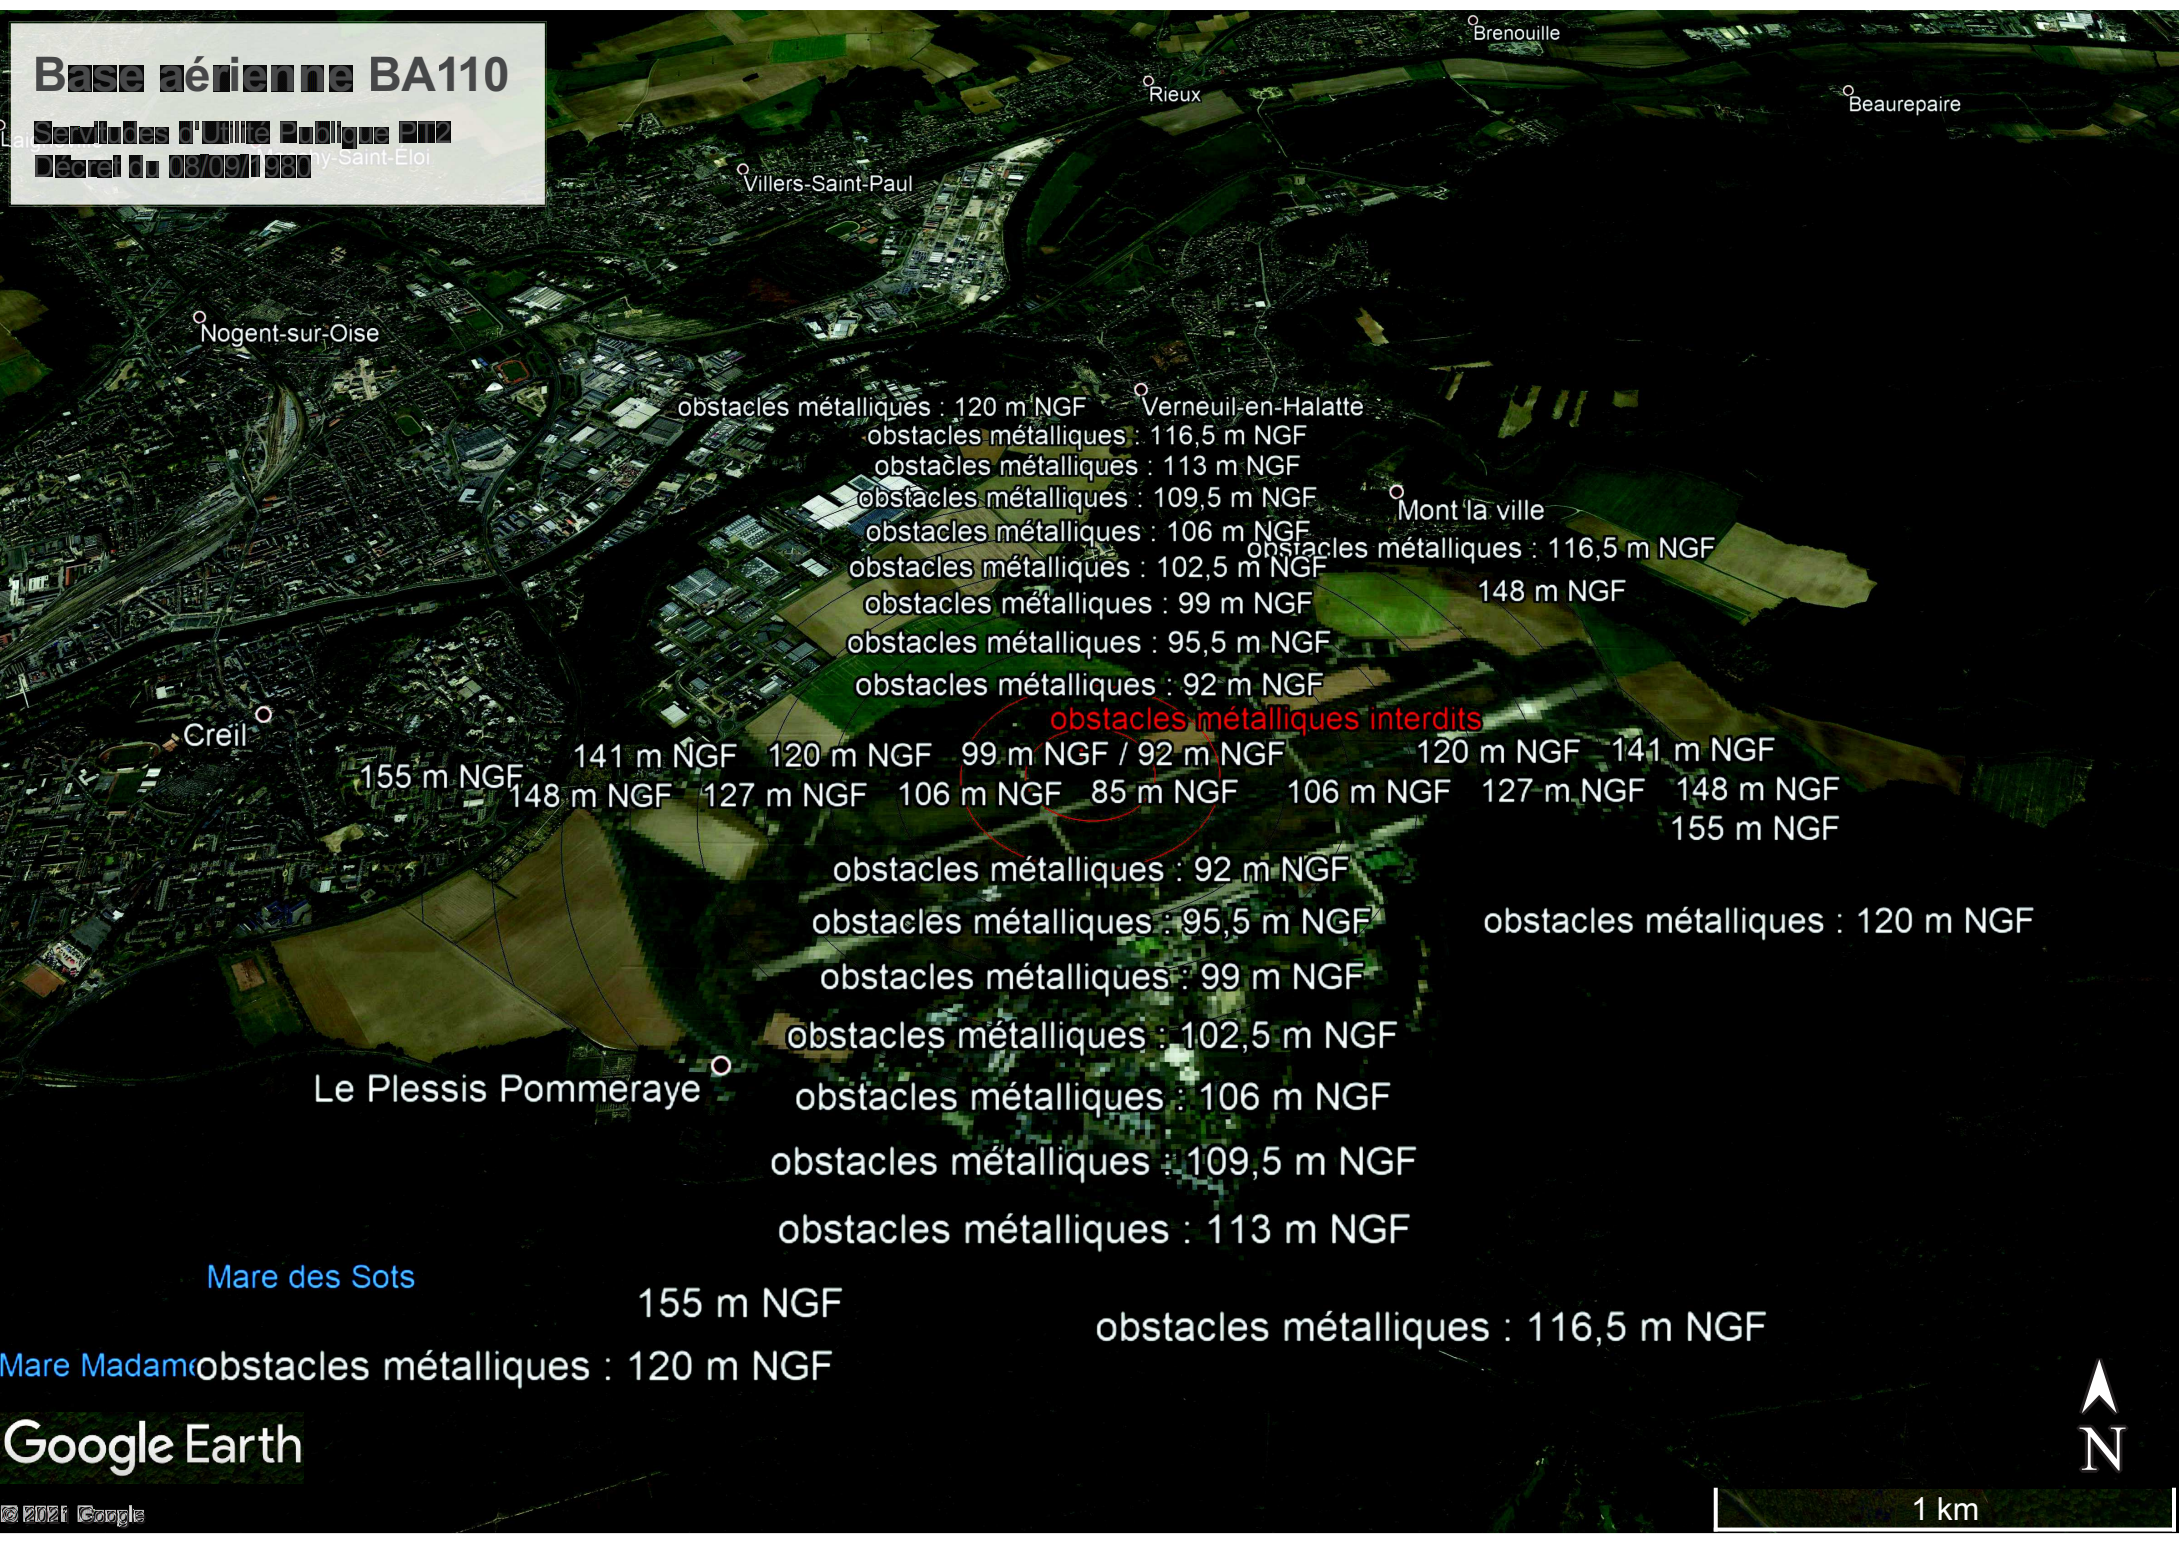 Base aérienne BA110
Servitudes d'Utilité Publique PT2
Décret du 08/09/1980
Brenouille
Rieux
Beaurepaire
Villers-Saint-Paul
Nogent-sur-Oise
obstacles métalliques : 120 m NGF
Verneuil-en-Halatte
obstacles métalliques : 116,5 m NGF
obstacles métalliques : 113 m NGF
obstacles métalliques : 109,5 m NGF
Mont la ville
obstacles métalliques : 106 m NGF
obstacles métalliques : 116,5 m NGF
obstacles métalliques : 102,5 m NGF
148 m NGF
obstacles métalliques : 99 m NGF
obstacles métalliques : 95,5 m NGF
obstacles métalliques : 92 m NGF
obstacles métalliques interdits
Creil
141 m NGF 120 m NGF 99 m NGF / 92 m NGF 120 m NGF 141 m NGF
155 m NGF
148 m NGF 127 m NGF 106 m NGF 85 m NGF 106 m NGF 127 m NGF 148 m NGF
155 m NGF
obstacles métalliques : 92 m NGF
obstacles métalliques : 95,5 m NGF
obstacles métalliques : 120 m NGF
obstacles métalliques : 99 m NGF
obstacles métalliques : 102,5 m NGF
Le Plessis Pommeraye
obstacles métalliques : 106 m NGF
obstacles métalliques : 109,5 m NGF
obstacles métalliques : 113 m NGF
Mare des Sots
155 m NGF
obstacles métalliques : 116,5 m NGF
Mare Madame
obstacles métalliques : 120 m NGF
Google Earth
N
© 2021 Google
1 km